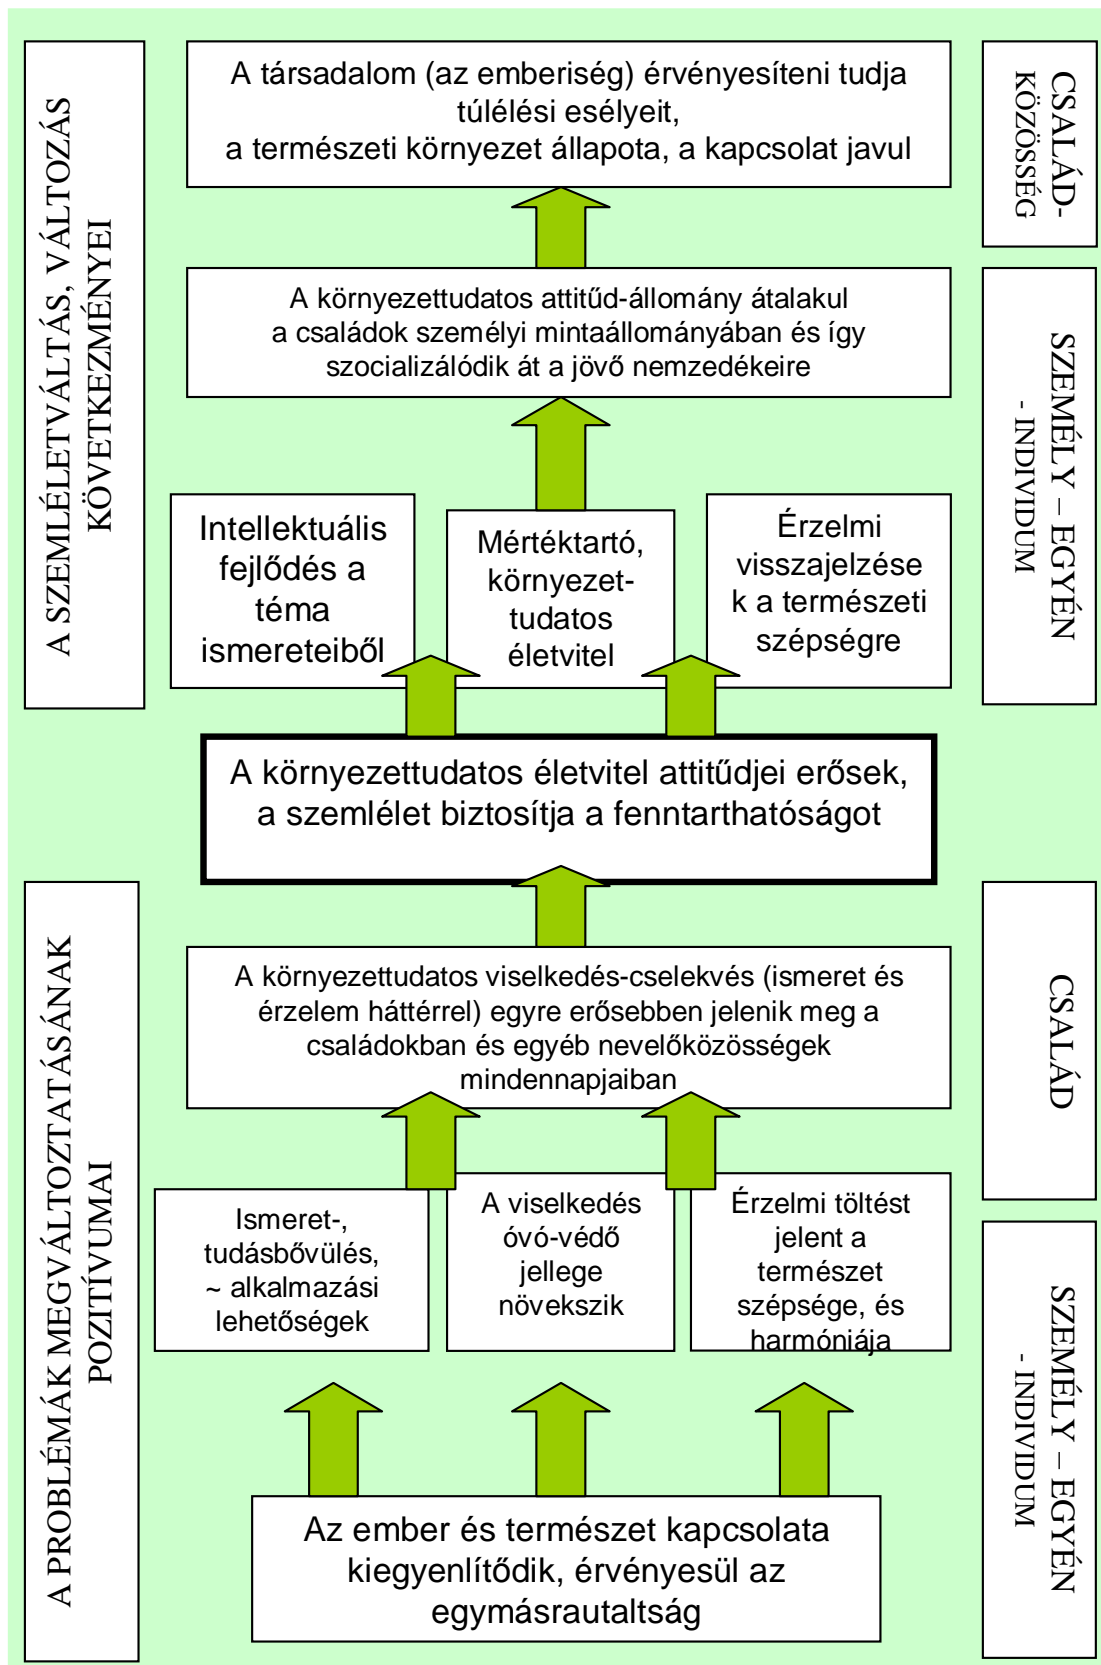 A SZEMLÉLETVÁLTÁS, VÁLTOZÁS
KÖVETKEZMÉNYEI
A társadalom (az emberiség) érvényesíteni tudja
túlélési esélyeit,
a természeti környezet állapota, a kapcsolat javul
CSALÁD-
KÖZÖSSÉG
A környezettudatos attitűd-állomány átalakul
a családok személyi mintaállományában és így
szocializálódik át a jövő nemzedékeire
SZEMÉLY – EGYÉN
- INDIVIDUM
Intellektuális
fejlődés a
téma
ismereteiből
Mértéktartó,
környezet-
tudatos
életvitel
Érzelmi
visszajelzése
k a természeti
szépségre
A környezettudatos életvitel attitűdjei erősek,
a szemlélet biztosítja a fenntarthatóságot
A PROBLÉMÁK MEGVÁLTOZTATÁSÁNAK
POZITÍVUMAI
A környezettudatos viselkedés-cselekvés (ismeret és
érzelem háttérrel) egyre erősebben jelenik meg a
családokban és egyéb nevelőközösségek
mindennapjaiban
CSALÁD
Ismeret-,
tudásbővülés,
~ alkalmazási
lehetőségek
A viselkedés
óvó-védő
jellege
növekszik
Érzelmi töltést
jelent a
természet
szépsége, és
harmóniája
SZEMÉLY – EGYÉN
- INDIVIDUM
Az ember és természet kapcsolata
kiegyenlítődik, érvényesül az
egymásrautaltság